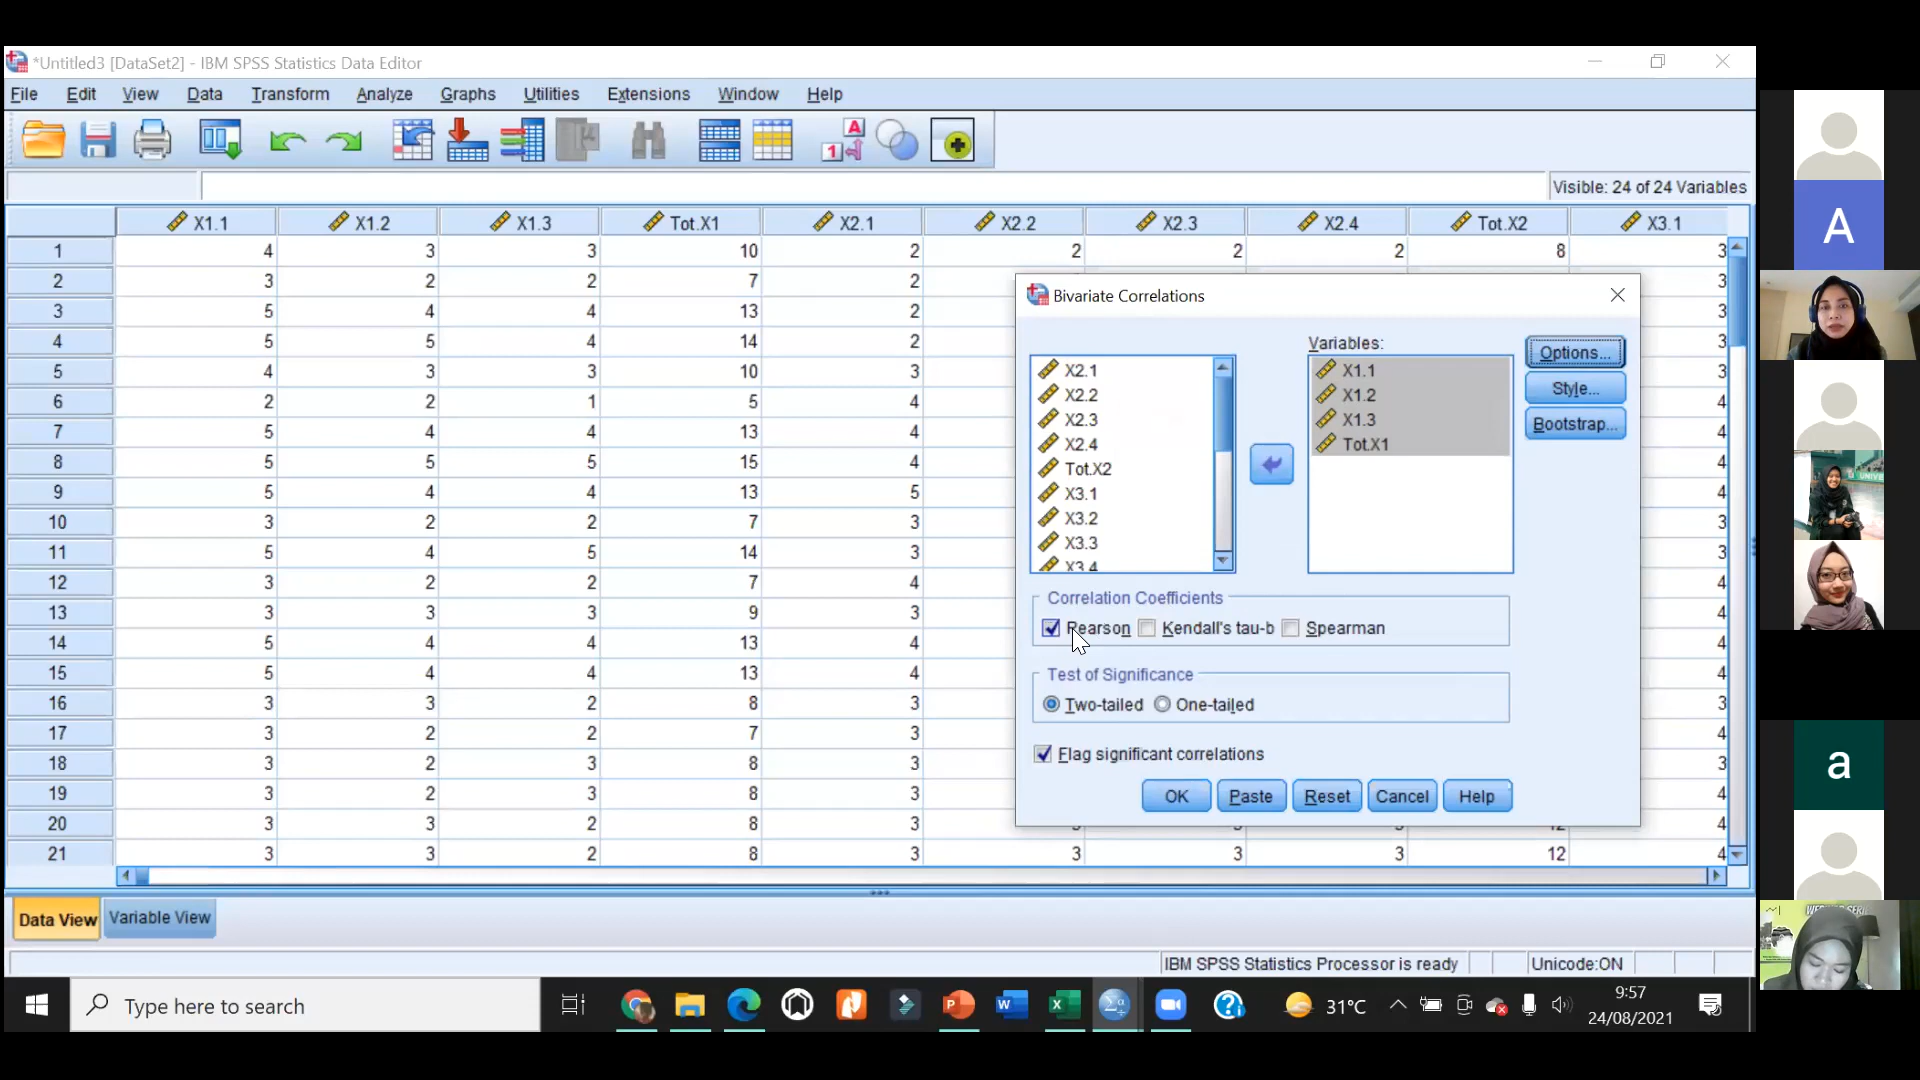 *Untitled3 [DataSet2] - IBM SPSS Statistics Data Editor
File Edit View Data Transform Analyze Graphs Utilities Extensions Window Help
Visible: 24 of 24 Variables
X1.1 X1.2 X1.3 Tot.X1 X2.1 X2.2 X2.3 X2.4 Tot.X2 X3.1
1 4 3 3 10 2 2 2 2 8 3
2 3 2 2 7 2 3
3 5 4 4 13 2 3
4 5 5 4 14 2 3
5 4 3 3 10 3 3
6 2 2 1 5 4 4
7 5 4 4 13 4 4
8 5 5 5 15 4 4
9 5 4 4 13 5 4
10 3 2 2 7 3 3
11 5 4 5 14 3 3
12 3 2 2 7 4 4
13 3 3 3 9 3 4
14 5 4 4 13 4 4
15 5 4 4 13 4 4
16 3 3 2 8 3 3
17 3 2 2 7 3 4
18 3 2 3 8 3 3
19 3 2 3 8 3 4
20 3 3 2 8 3 3 3 3 12 4
21 3 3 2 8 3 3 3 3 12 4
Bivariate Correlations
Variables:
X2.1
X2.2
X2.3
X2.4
Tot.X2
X3.1
X3.2
X3.3
X3.4
X1.1
X1.2
X1.3
Tot.X1
Options...
Style...
Bootstrap...
Correlation Coefficients
Pearson Kendall's tau-b Spearman
Test of Significance
Two-tailed One-tailed
Flag significant correlations
OK Paste Reset Cancel Help
Data View Variable View
IBM SPSS Statistics Processor is ready Unicode:ON
Type here to search
31°C
9:57
24/08/2021
A
a